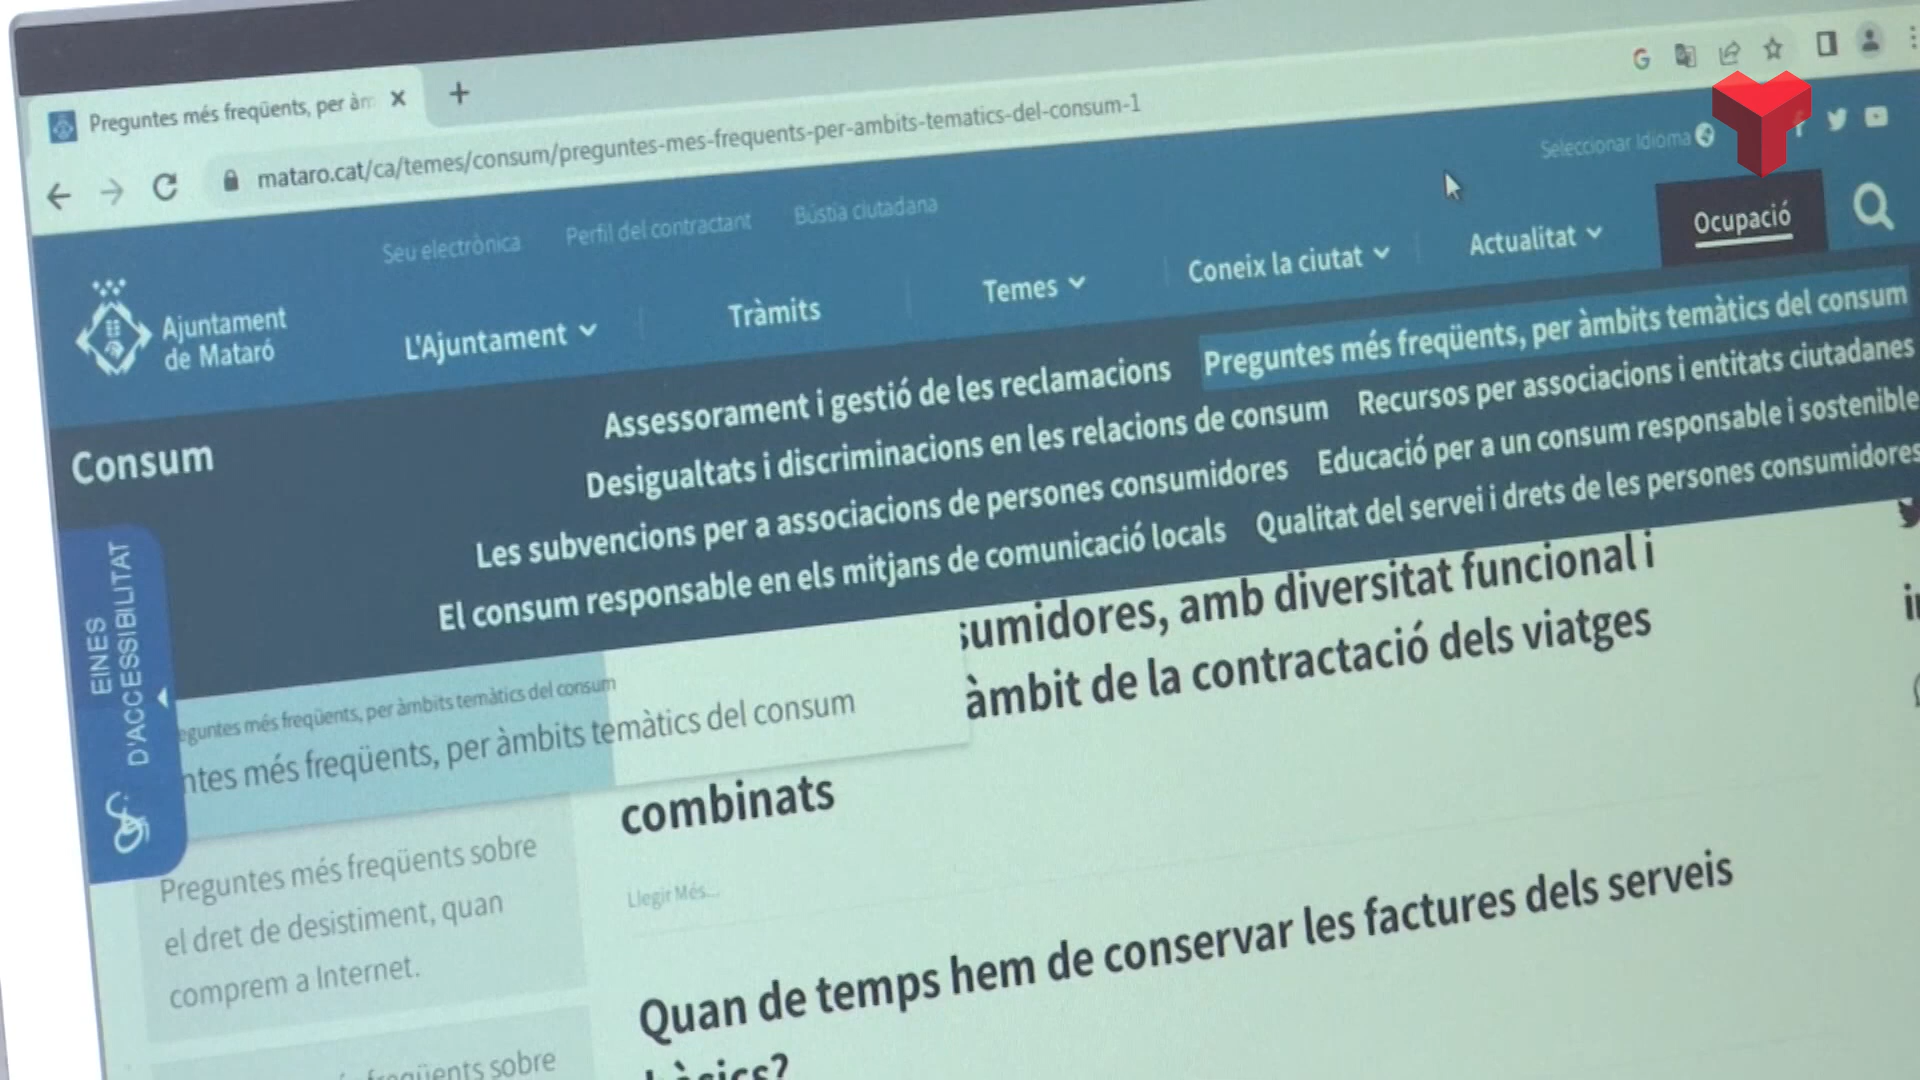 Preguntes més freqüents, per àm
mataro.cat/ca/temes/consum/preguntes-mes-frequents-per-ambits-tematics-del-consum-1
Seu electrònica Perfil del contractant Bústia ciutadana Seleccionar Idioma
Ajuntament
de Mataró
L'Ajuntament Tràmits Temes Coneix la ciutat Actualitat Ocupació
Consum
Assessorament i gestió de les reclamacions Preguntes més freqüents, per àmbits temàtics del consum
Desigualtats i discriminacions en les relacions de consum Recursos per associacions i entitats ciutadanes
Les subvencions per a associacions de persones consumidores Educació per a un consum responsable i sostenible
El consum responsable en els mitjans de comunicació locals Qualitat del servei i drets de les persones consumidores
EINES
D'ACCESSIBILITAT
eguntes més freqüents, per àmbits temàtics del consum
ntes més freqüents, per àmbits temàtics del consum
Preguntes més freqüents sobre
el dret de desistiment, quan
comprem a Internet.
freqüents sobre
sumidores, amb diversitat funcional i
àmbit de la contractació dels viatges
combinats
Llegir Més...
Quan de temps hem de conservar les factures dels serveis
bàsics?